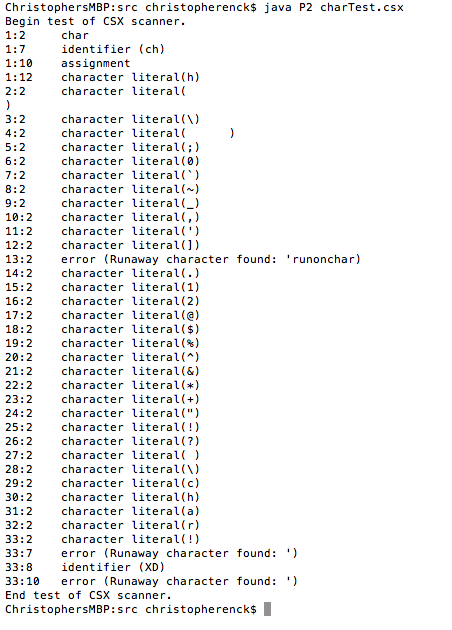 ChristophersMBP:src christopherenck$ java P2 charTest.csx
Begin test of CSX scanner.
1:2 char
1:7 identifier (ch)
1:10 assignment
1:12 character literal(h)
2:2 character literal(
)
3:2 character literal(\)
4:2 character literal( )
5:2 character literal(;)
6:2 character literal(0)
7:2 character literal(`)
8:2 character literal(~)
9:2 character literal(_)
10:2 character literal(,)
11:2 character literal(')
12:2 character literal(])
13:2 error (Runaway character found: 'runonchar)
14:2 character literal(.)
15:2 character literal(1)
16:2 character literal(2)
17:2 character literal(@)
18:2 character literal($)
19:2 character literal(%)
20:2 character literal(^)
21:2 character literal(&)
22:2 character literal(*)
23:2 character literal(+)
24:2 character literal(")
25:2 character literal(!)
26:2 character literal(?)
27:2 character literal( )
28:2 character literal(\)
29:2 character literal(c)
30:2 character literal(h)
31:2 character literal(a)
32:2 character literal(r)
33:2 character literal(!)
33:7 error (Runaway character found: ')
33:8 identifier (XD)
33:10 error (Runaway character found: ')
End test of CSX scanner.
ChristophersMBP:src christopherenck$